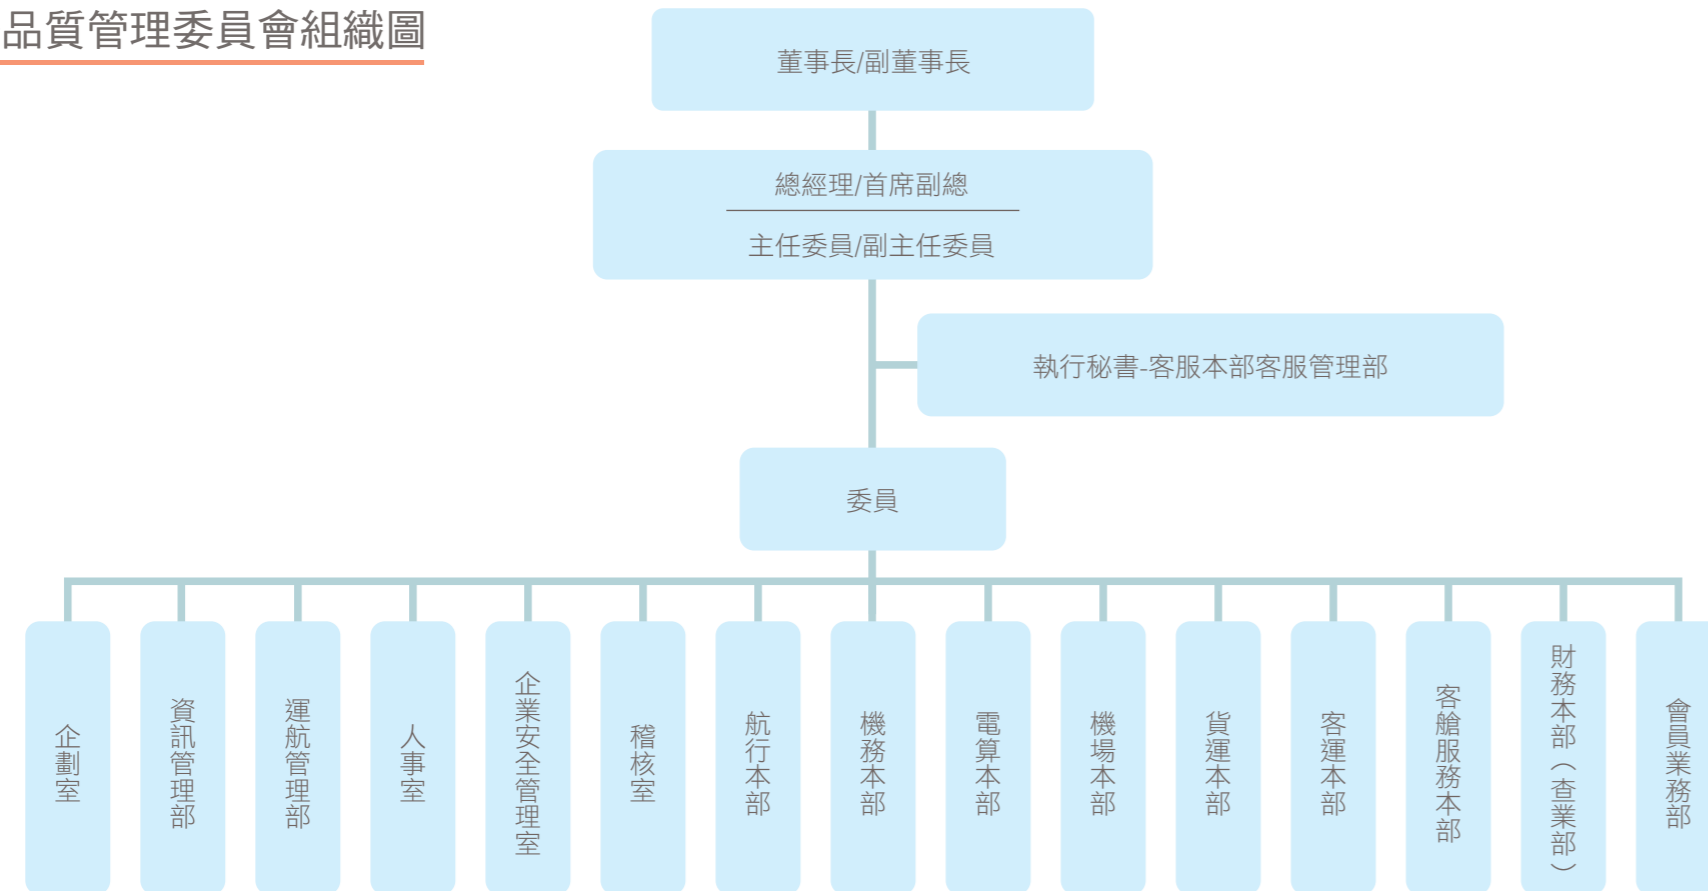 品質管理委員會組織圖
董事長/副董事長
總經理/首席副總
主任委員/副主任委員
執行秘書-客服本部客服管理部
委員
企劃室
資訊管理部
運航管理部
人事室
企業安全管理室
稽核室
航行本部
機務本部
電算本部
機場本部
貨運本部
客運本部
客艙服務本部
財務本部（查業部）
會員業務部